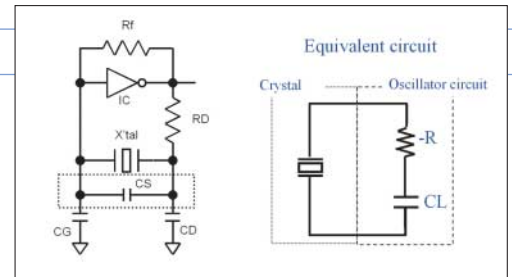 Rf
IC
RD
X'tal
CS
CG
CD
Equivalent circuit
Crystal
Oscillator circuit
-R
CL